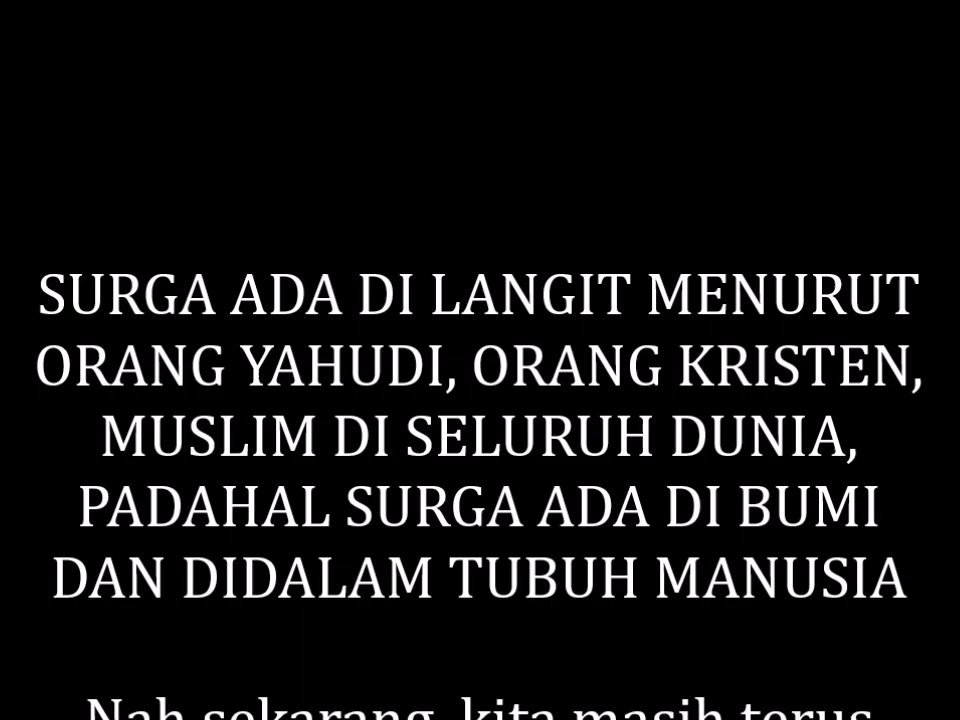 SURGA ADA DI LANGIT MENURUT
ORANG YAHUDI, ORANG KRISTEN,
MUSLIM DI SELURUH DUNIA,
PADAHAL SURGA ADA DI BUMI
DAN DIDALAM TUBUH MANUSIA
Nah sekarang, kita masih terus